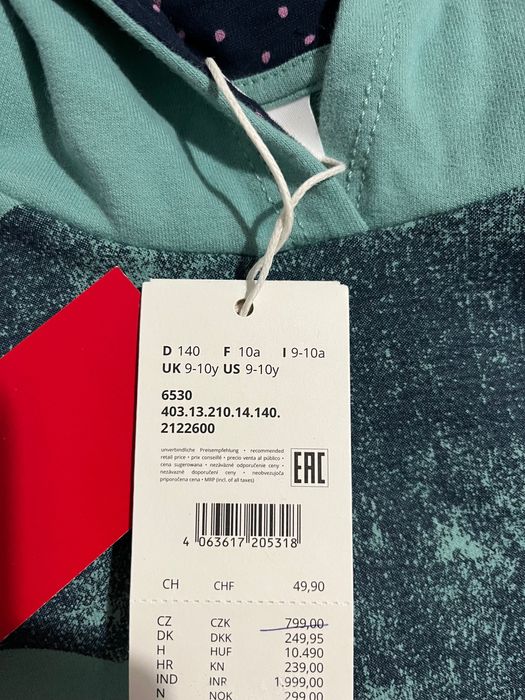 D 140 F 10a I 9-10a
UK 9-10y US 9-10y
6530
403.13.210.14.140.
2122600
unverbindliche Preisempfehlung • recommended
retail price • prix conseillé • precio venta al público •
cena sugerowana • nezávazné odporučenie ceny •
nezávazné doporučení ceny • neobvezujoča
priporočena cena • MRP (incl. of all taxes)
EAC
4 063617 205318
CH CHF 49,90
CZ CZK 799,00
DK DKK 249,95
H HUF 10.490
HR KN 239,00
IND INR 1.999,00
N NOK 299,00